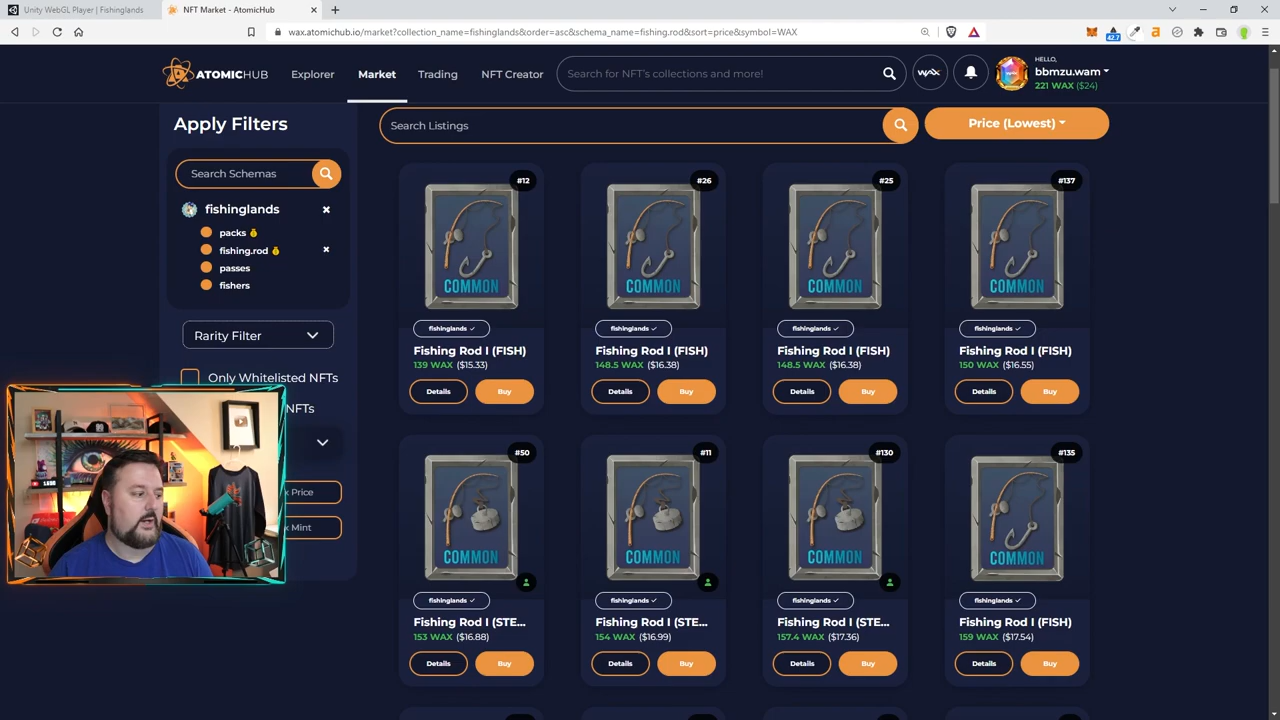 Unity WebGL Player | Fishinglands
NFT Market - AtomicHub
wax.atomichub.io/market?collection_name=fishinglands&order=asc&schema_name=fishing.rod&sort=price&symbol=WAX
42.7
ATOMICHUB
Explorer
Market
Trading
NFT Creator
Search for NFT's collections and more!
WAX
HELLO,
bbmzu.wam
221 WAX ($24)
Apply Filters
Search Schemas
fishinglands
packs
fishing.rod
passes
fishers
Rarity Filter
Only Whitelisted NFTs
NFTs
x Price
x Mint
Search Listings
Price (Lowest)
#12
COMMON
fishinglands
Fishing Rod I (FISH)
139 WAX ($15.33)
Details
Buy
#26
COMMON
fishinglands
Fishing Rod I (FISH)
148.5 WAX ($16.38)
Details
Buy
#25
COMMON
fishinglands
Fishing Rod I (FISH)
148.5 WAX ($16.38)
Details
Buy
#137
COMMON
fishinglands
Fishing Rod I (FISH)
150 WAX ($16.55)
Details
Buy
#50
COMMON
fishinglands
Fishing Rod I (STE...
153 WAX ($16.88)
Details
Buy
#11
COMMON
fishinglands
Fishing Rod I (STE...
154 WAX ($16.99)
Details
Buy
#130
COMMON
fishinglands
Fishing Rod I (STE...
157.4 WAX ($17.36)
Details
Buy
#135
COMMON
fishinglands
Fishing Rod I (FISH)
159 WAX ($17.54)
Details
Buy